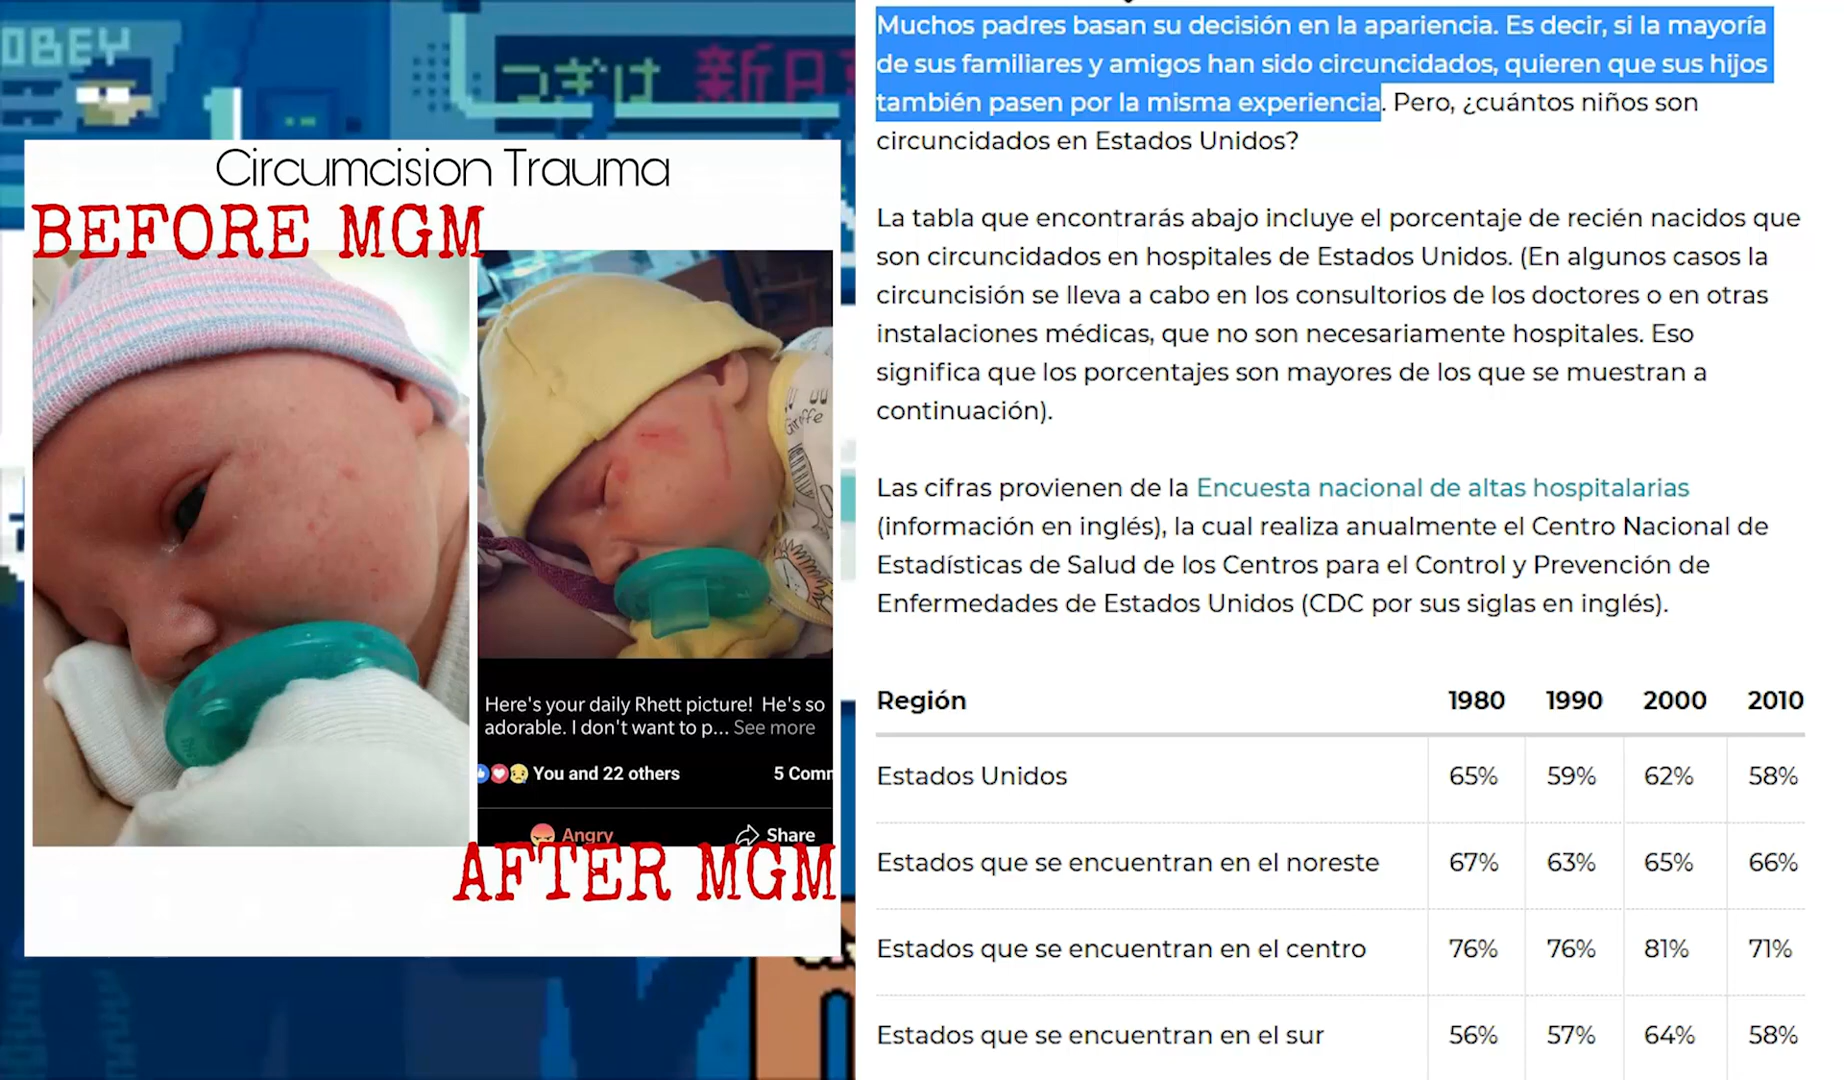 OBEY
つぎは 新日
Circumcision Trauma
BEFORE MGM
Giraffe
Here's your daily Rhett picture! He's so
adorable. I don't want to p... See more
You and 22 others
5 Comm
Angry
Share
AFTER MGM
Muchos padres basan su decisión en la apariencia. Es decir, si la mayoría
de sus familiares y amigos han sido circuncidados, quieren que sus hijos
también pasen por la misma experiencia. Pero, ¿cuántos niños son
circuncidados en Estados Unidos?
La tabla que encontrarás abajo incluye el porcentaje de recién nacidos que
son circuncidados en hospitales de Estados Unidos. (En algunos casos la
circuncisión se lleva a cabo en los consultorios de los doctores o en otras
instalaciones médicas, que no son necesariamente hospitales. Eso
significa que los porcentajes son mayores de los que se muestran a
continuación).
Las cifras provienen de la Encuesta nacional de altas hospitalarias
(información en inglés), la cual realiza anualmente el Centro Nacional de
Estadísticas de Salud de los Centros para el Control y Prevención de
Enfermedades de Estados Unidos (CDC por sus siglas en inglés).
Región 1980 1990 2000 2010
Estados Unidos 65% 59% 62% 58%
Estados que se encuentran en el noreste 67% 63% 65% 66%
Estados que se encuentran en el centro 76% 76% 81% 71%
Estados que se encuentran en el sur 56% 57% 64% 58%